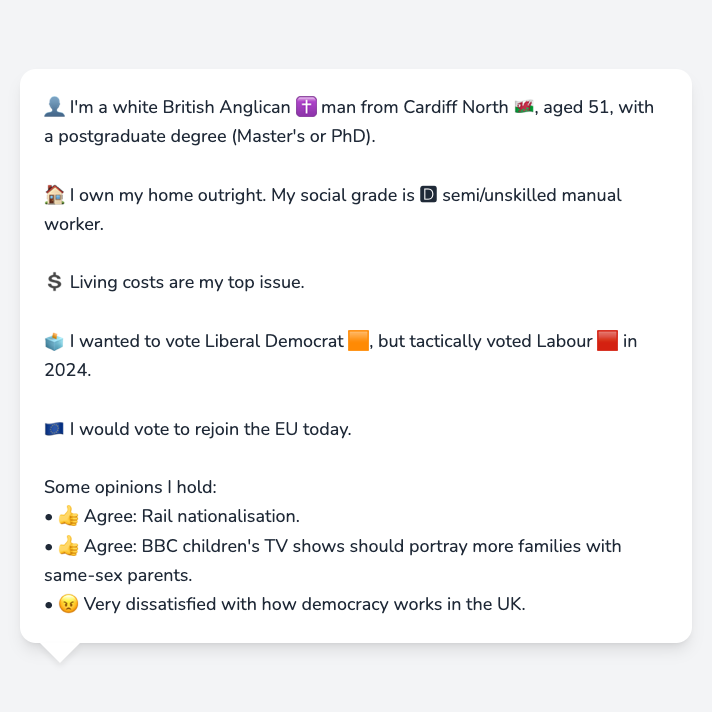 👤 I'm a white British Anglican ✝️ man from Cardiff North 🏴󠁧󠁢󠁷󠁬󠁳󠁿, aged 51, with
a postgraduate degree (Master's or PhD).
🏠 I own my home outright. My social grade is 🅳 semi/unskilled manual
worker.
💲 Living costs are my top issue.
🗳️ I wanted to vote Liberal Democrat 🟧, but tactically voted Labour 🟥 in
2024.
🇪🇺 I would vote to rejoin the EU today.
Some opinions I hold:
• 👍 Agree: Rail nationalisation.
• 👍 Agree: BBC children's TV shows should portray more families with
same-sex parents.
• 😠 Very dissatisfied with how democracy works in the UK.